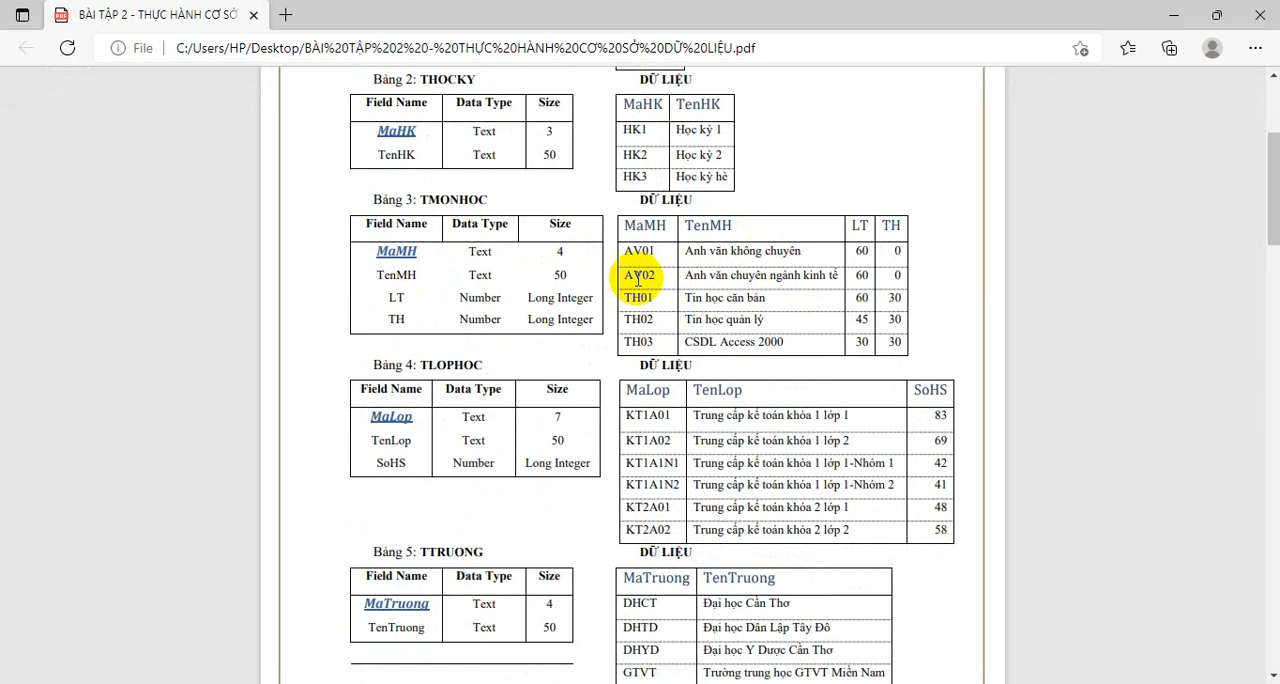 BÀI TẬP 2 - THỰC HÀNH CƠ SỞ
File
C:/Users/HP/Desktop/BÀI%20TẬP%202%20-%20THỰC%20HÀNH%20CƠ%20SỞ%20DỮ%20LIỆU.pdf
Bảng 2: THOCKY DỮ LIỆU
Field Name Data Type Size MaHK TenHK
MaHK Text 3 HK1 Học kỳ 1
TenHK Text 50 HK2 Học kỳ 2
HK3 Học kỳ hè
Bảng 3: TMONHOC DỮ LIỆU
Field Name Data Type Size MaMH TenMH LT TH
MaMH Text 4 AV01 Anh văn không chuyên 60 0
TenMH Text 50 AV02 Anh văn chuyên ngành kinh tế 60 0
LT Number Long Integer TH01 Tin học căn bản 60 30
TH Number Long Integer TH02 Tin học quản lý 45 30
TH03 CSDL Access 2000 30 30
Bảng 4: TLOPHOC DỮ LIỆU
Field Name Data Type Size MaLop TenLop SoHS
MaLop Text 7 KT1A01 Trung cấp kế toán khóa 1 lớp 1 83
TenLop Text 50 KT1A02 Trung cấp kế toán khóa 1 lớp 2 69
SoHS Number Long Integer KT1A1N1 Trung cấp kế toán khóa 1 lớp 1-Nhóm 1 42
KT1A1N2 Trung cấp kế toán khóa 1 lớp 1-Nhóm 2 41
KT2A01 Trung cấp kế toán khóa 2 lớp 1 48
KT2A02 Trung cấp kế toán khóa 2 lớp 2 58
Bảng 5: TTRUONG DỮ LIỆU
Field Name Data Type Size MaTruong TenTruong
MaTruong Text 4 DHCT Đại học Cần Thơ
TenTruong Text 50 DHTD Đại học Dân Lập Tây Đô
DHYD Đại học Y Dược Cần Thơ
GTVT Trường trung học GTVT Miền Nam